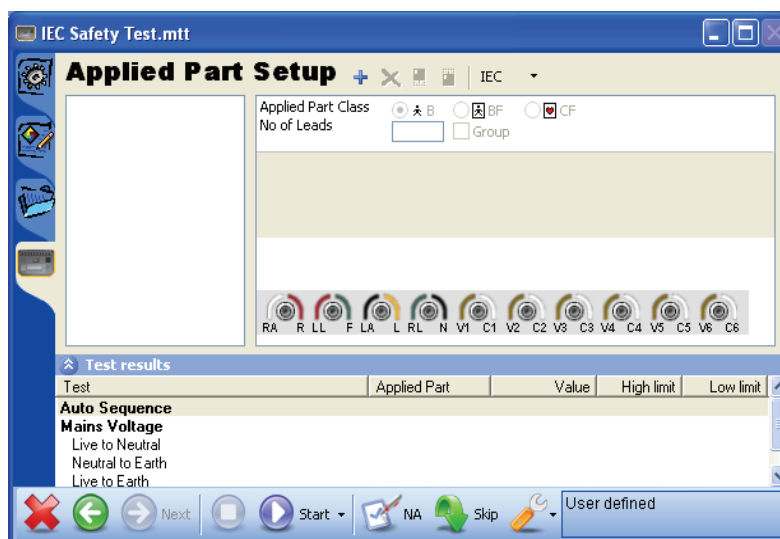 IEC Safety Test.mtt
Applied Part Setup IEC
Applied Part Class B BF CF
No of Leads Group
RA R LL F LA L RL N V1 C1 V2 C2 V3 C3 V4 C4 V5 C5 V6 C6
Test results
Test Applied Part Value High limit Low limit
Auto Sequence
Mains Voltage
Live to Neutral
Neutral to Earth
Live to Earth
Next Start NA Skip User defined